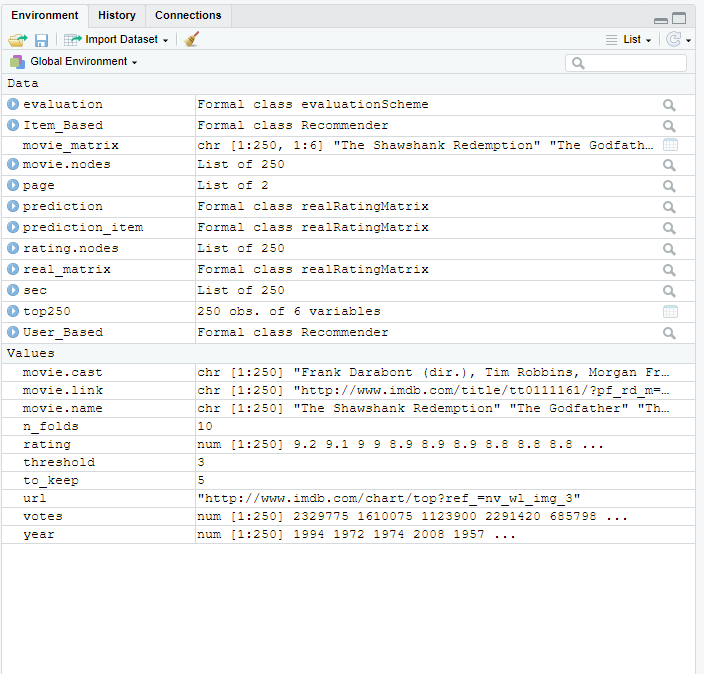 Environment History Connections
Import Dataset List
Global Environment
Data
evaluation Formal class evaluationScheme
Item_Based Formal class Recommender
movie_matrix chr [1:250, 1:6] "The Shawshank Redemption" "The Godfath…
movie.nodes List of 250
page List of 2
prediction Formal class realRatingMatrix
prediction_item Formal class realRatingMatrix
rating.nodes List of 250
real_matrix Formal class realRatingMatrix
sec List of 250
top250 250 obs. of 6 variables
User_Based Formal class Recommender
Values
movie.cast chr [1:250] "Frank Darabont (dir.), Tim Robbins, Morgan Fr…
movie.link chr [1:250] "http://www.imdb.com/title/tt0111161/?pf_rd_m=…
movie.name chr [1:250] "The Shawshank Redemption" "The Godfather" "Th…
n_folds 10
rating num [1:250] 9.2 9.1 9 9 8.9 8.9 8.9 8.8 8.8 8.8 ...
threshold 3
to_keep 5
url "http://www.imdb.com/chart/top?ref_=nv_wl_img_3"
votes num [1:250] 2329775 1610075 1123900 2291420 685798 ...
year num [1:250] 1994 1972 1974 2008 1957 ...